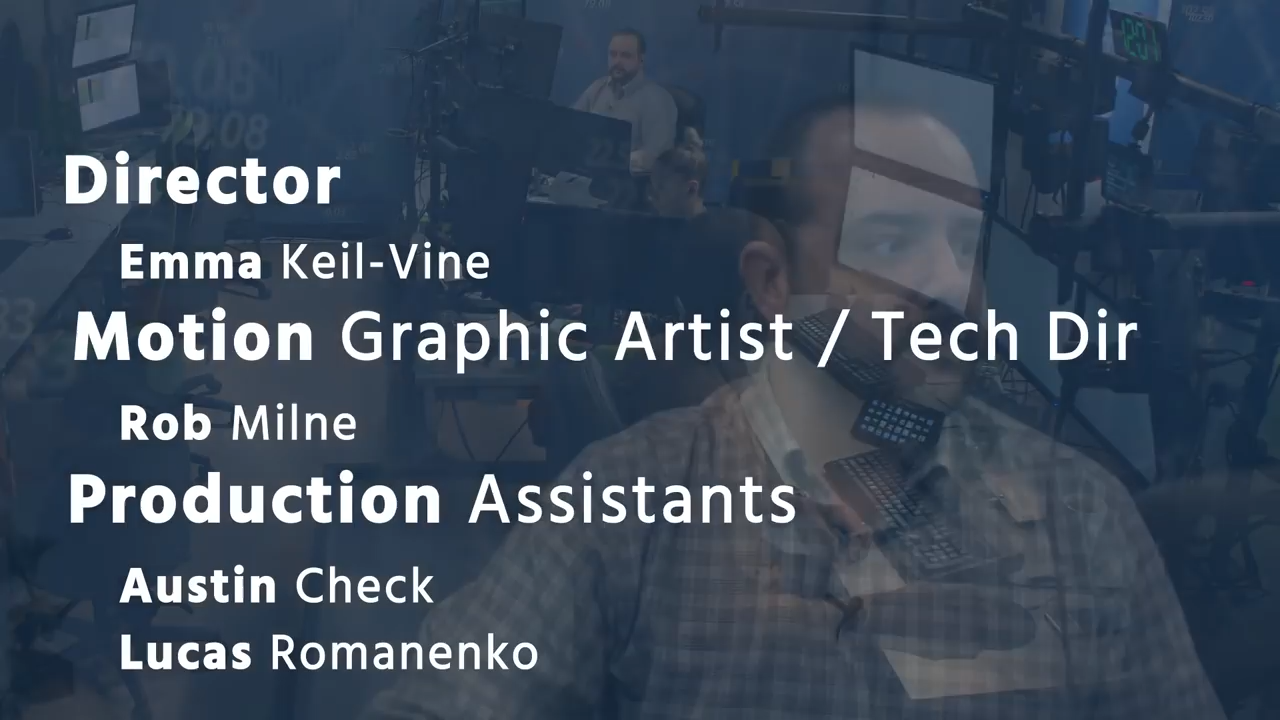 Director
Emma Keil-Vine
Motion Graphic Artist / Tech Dir
Rob Milne
Production Assistants
Austin Check
Lucas Romanenko